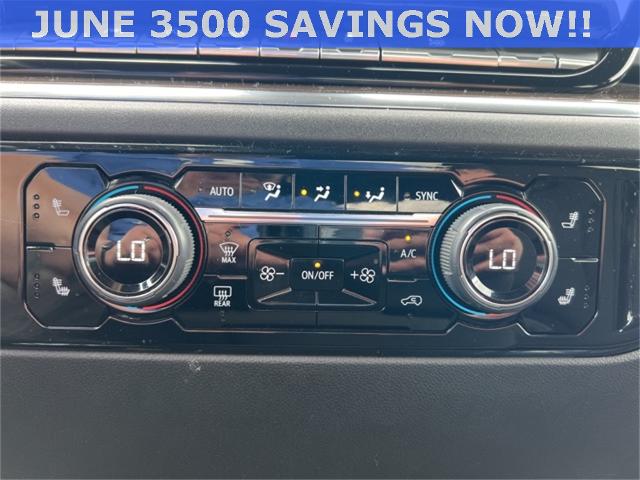 JUNE 3500 SAVINGS NOW!!
AUTO
SYNC
LO
MAX
A/C
LO
ON/OFF
REAR